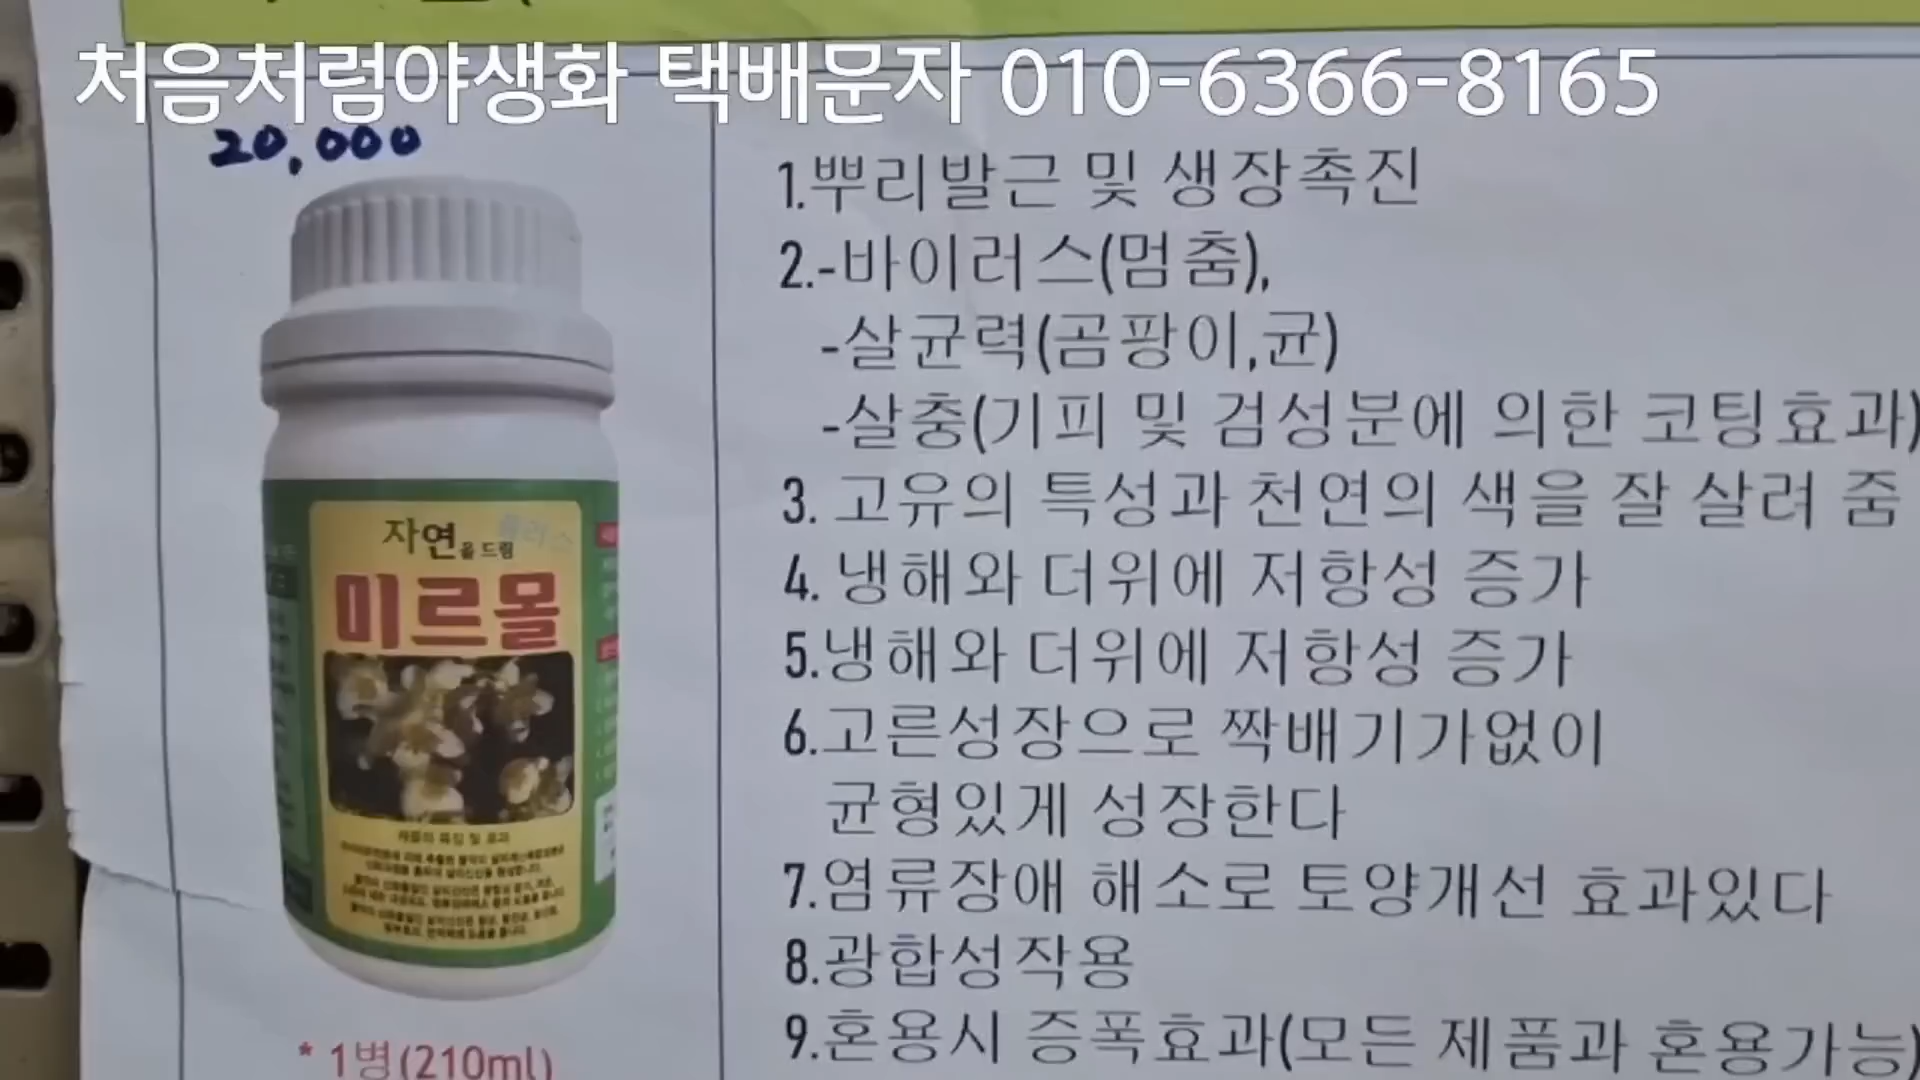 처음처럼야생화 택배문자 010-6366-8165
20,000
자연을 드림
플러스
미르몰
* 1병(210ml)
1.뿌리발근 및 생장촉진
2.-바이러스(멈춤),
-살균력(곰팡이,균)
-살충(기피 및 검성분에 의한 코팅효과)
3. 고유의 특성과 천연의 색을 잘 살려 줌
4. 냉해와 더위에 저항성 증가
5.냉해와 더위에 저항성 증가
6.고른성장으로 짝배기가없이
균형있게 성장한다
7.염류장애 해소로 토양개선 효과있다
8.광합성작용
9.혼용시 증폭효과(모든 제품과 혼용가능)